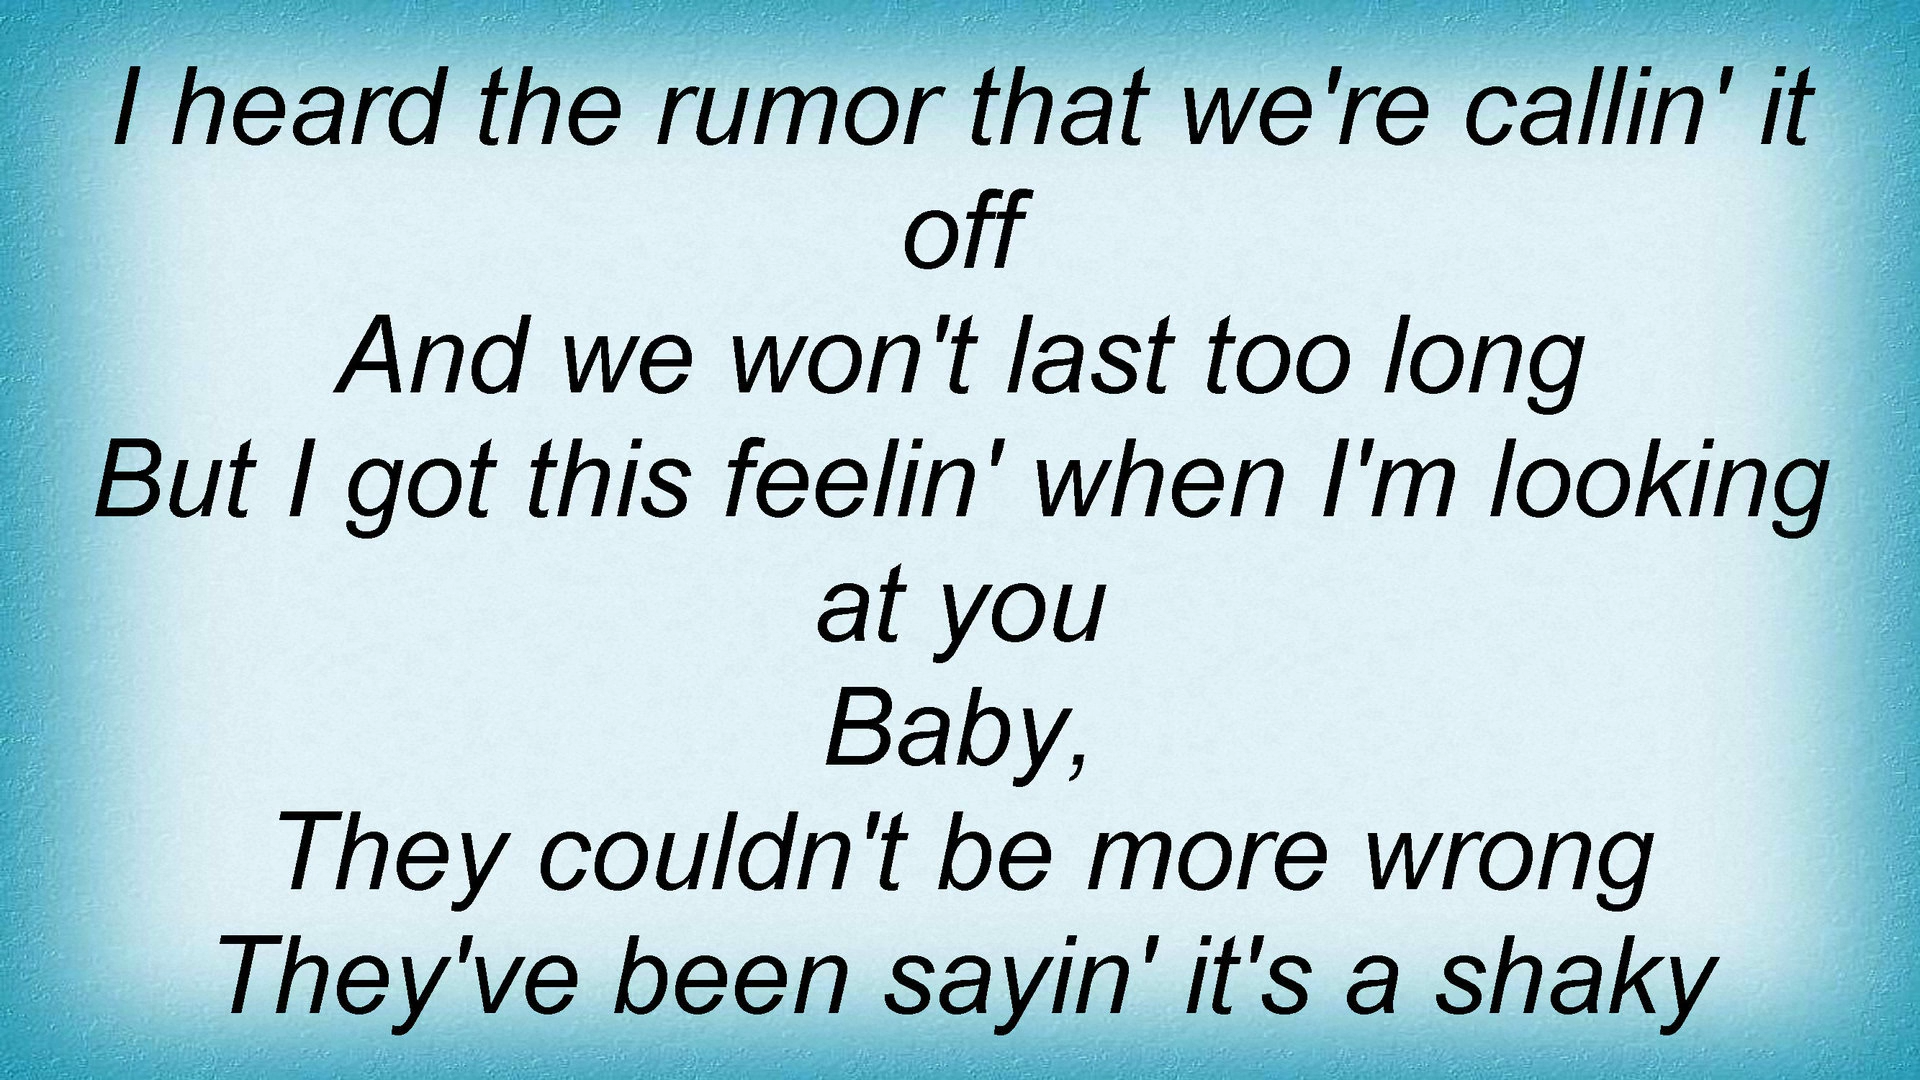 I heard the rumor that we're callin' it
off
And we won't last too long
But I got this feelin' when I'm looking
at you
Baby,
They couldn't be more wrong
They've been sayin' it's a shaky